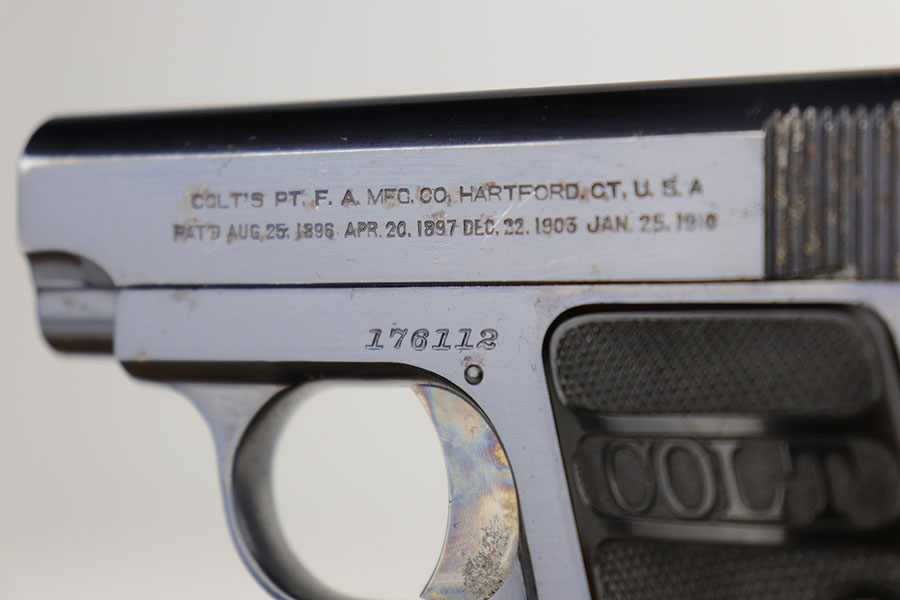 COLT'S PT. F. A. MFG. CO. HARTFORD, CT. U. S. A
PAT'D AUG. 25. 1896 APR. 20. 1897 DEC. 22. 1903 JAN. 25. 1910
176112
COLT